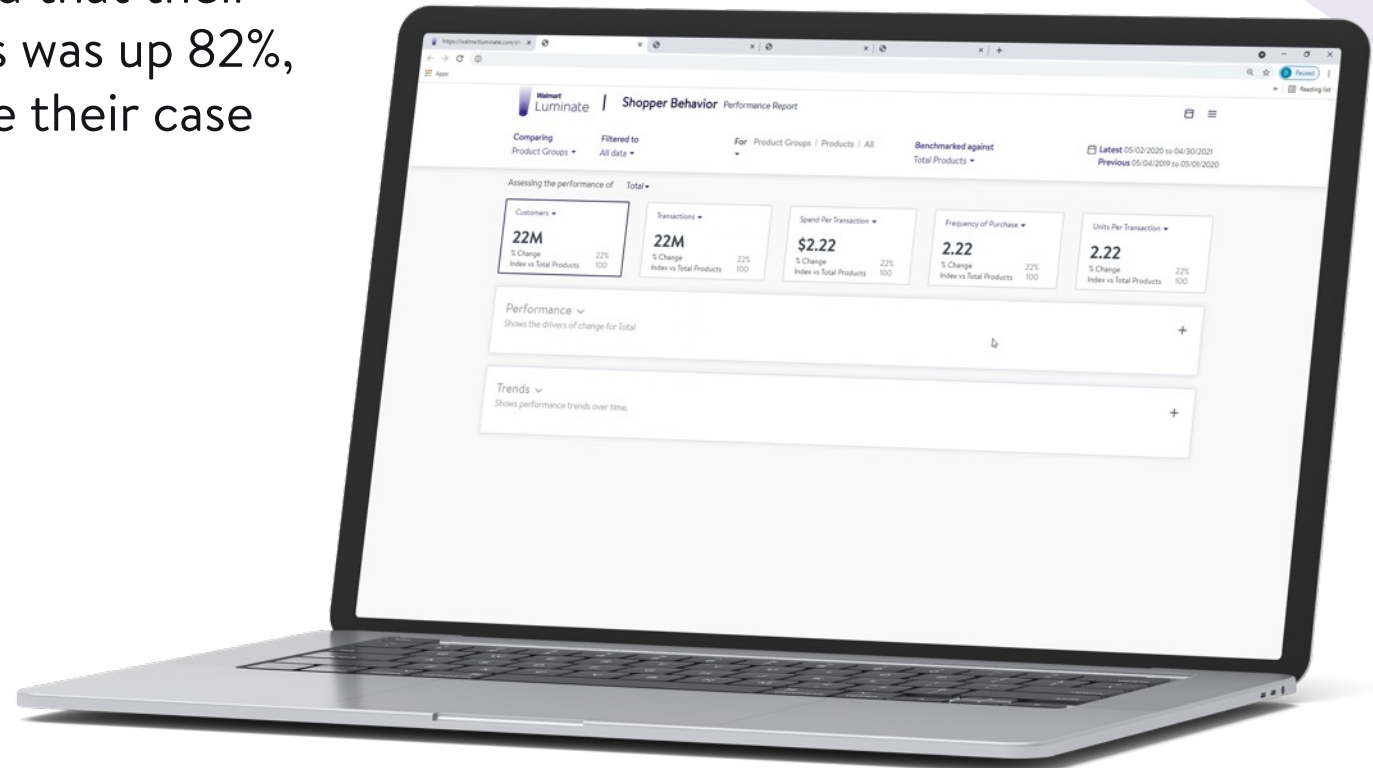 s was up 82%,
e their case
Apps
Paused
Reading list
Walmart
Luminate | Shopper Behavior Performance Report
Comparing
Product Groups
Filtered to
All data
For Product Groups | Products | All
Benchmarked against
Total Products
Latest 05/02/2020 to 04/30/2021
Previous 05/04/2019 to 05/01/2020
Assessing the performance of Total
Customers
22M
% Change 22%
Index vs Total Products 100
Transactions
22M
% Change 22%
Index vs Total Products 100
Spend Per Transaction
$2.22
% Change 22%
Index vs Total Products 100
Frequency of Purchase
2.22
% Change 22%
Index vs Total Products 100
Units Per Transaction
2.22
% Change 22%
Index vs Total Products 100
Performance
Shows the drivers of change for Total
Trends
Shows performance trends over time.